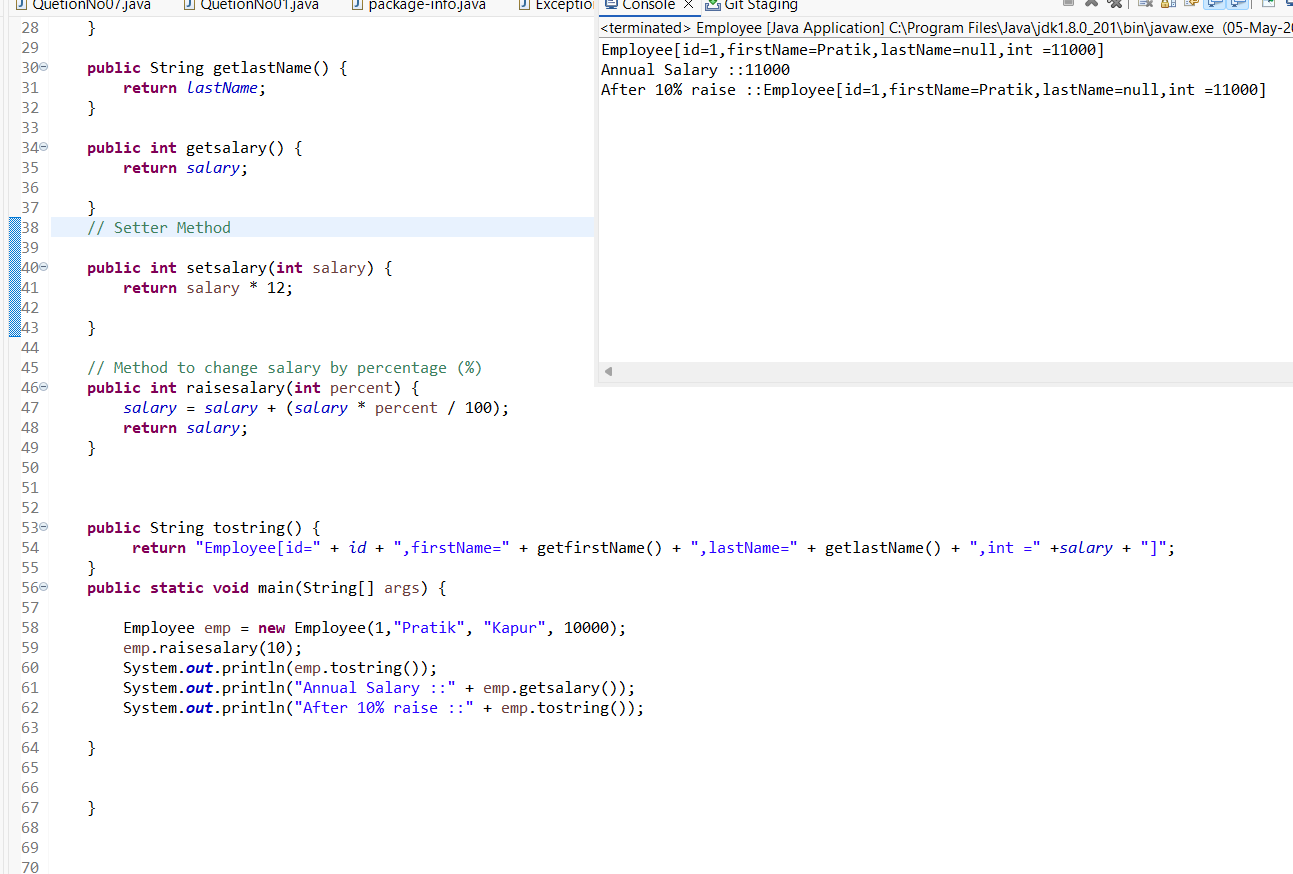 QuetionNo07.java QuetionNo01.java package-info.java Exceptio
28 }
29
30 public String getlastName() {
31 return lastName;
32 }
33
34 public int getsalary() {
35 return salary;
36
37 }
38 // Setter Method
39
40 public int setsalary(int salary) {
41 return salary * 12;
42
43 }
44
45 // Method to change salary by percentage (%)
46 public int raisesalary(int percent) {
47 salary = salary + (salary * percent / 100);
48 return salary;
49 }
50
51
52
53 public String tostring() {
54 return "Employee[id=" + id + ",firstName=" + getfirstName() + ",lastName=" + getlastName() + ",int =" +salary + "]";
55 }
56 public static void main(String[] args) {
57
58 Employee emp = new Employee(1,"Pratik", "Kapur", 10000);
59 emp.raisesalary(10);
60 System.out.println(emp.tostring());
61 System.out.println("Annual Salary ::" + emp.getsalary());
62 System.out.println("After 10% raise ::" + emp.tostring());
63
64 }
65
66
67 }
68
69
70
Console Git Staging
<terminated> Employee [Java Application] C:\Program Files\Java\jdk1.8.0_201\bin\javaw.exe (05-May-20
Employee[id=1,firstName=Pratik,lastName=null,int =11000]
Annual Salary ::11000
After 10% raise ::Employee[id=1,firstName=Pratik,lastName=null,int =11000]